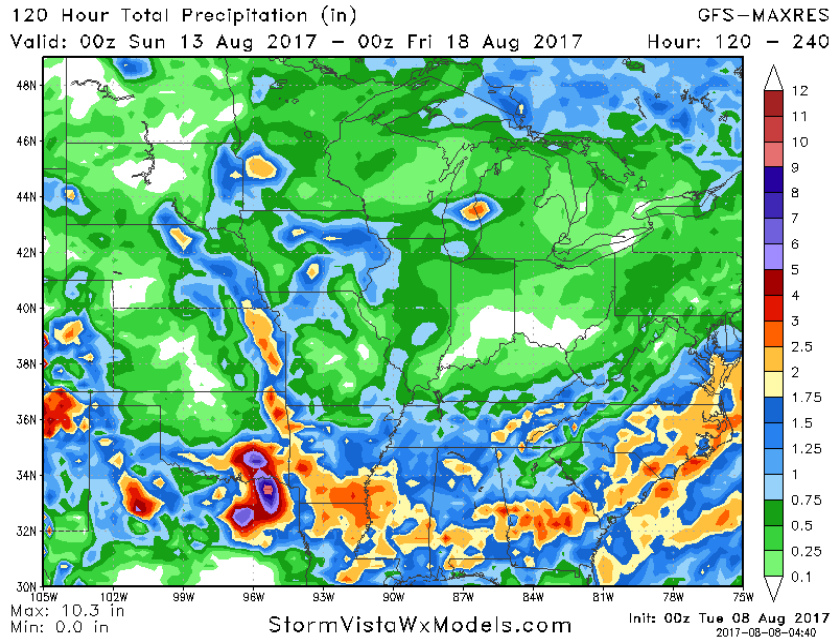 120 Hour Total Precipitation (in) GFS-MAXRES
Valid: 00z Sun 13 Aug 2017 - 00z Fri 18 Aug 2017 Hour: 120 - 240
48N
46N
44N
42N
40N
38N
36N
34N
32N
30N
105W 102W 99W 96W 93W 90W 87W 84W 81W 78W 75W
12
11
10
9
8
7
6
5
4
3
2.5
2
1.75
1.5
1.25
1
0.75
0.5
0.25
0.1
Max: 10.3 in
Min: 0.0 in
StormVistaWxModels.com
Init: 00z Tue 08 Aug 2017
2017-08-08-04:40